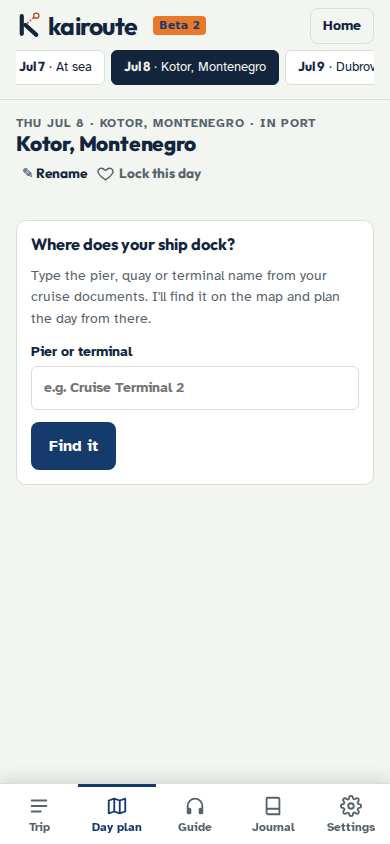 kairoute Beta 2 Home
Jul 7 · At sea Jul 8 · Kotor, Montenegro Jul 9 ·
THU JUL 8 · KOTOR, MONTENEGRO · IN PORT
Kotor, Montenegro
✎ Rename Lock this day
Where does your ship dock?
Type the pier, quay or terminal name from your
cruise documents. I'll find it on the map and plan
the day from there.
Pier or terminal
e.g. Cruise Terminal 2
Find it
Trip Day plan Guide Journal Settings